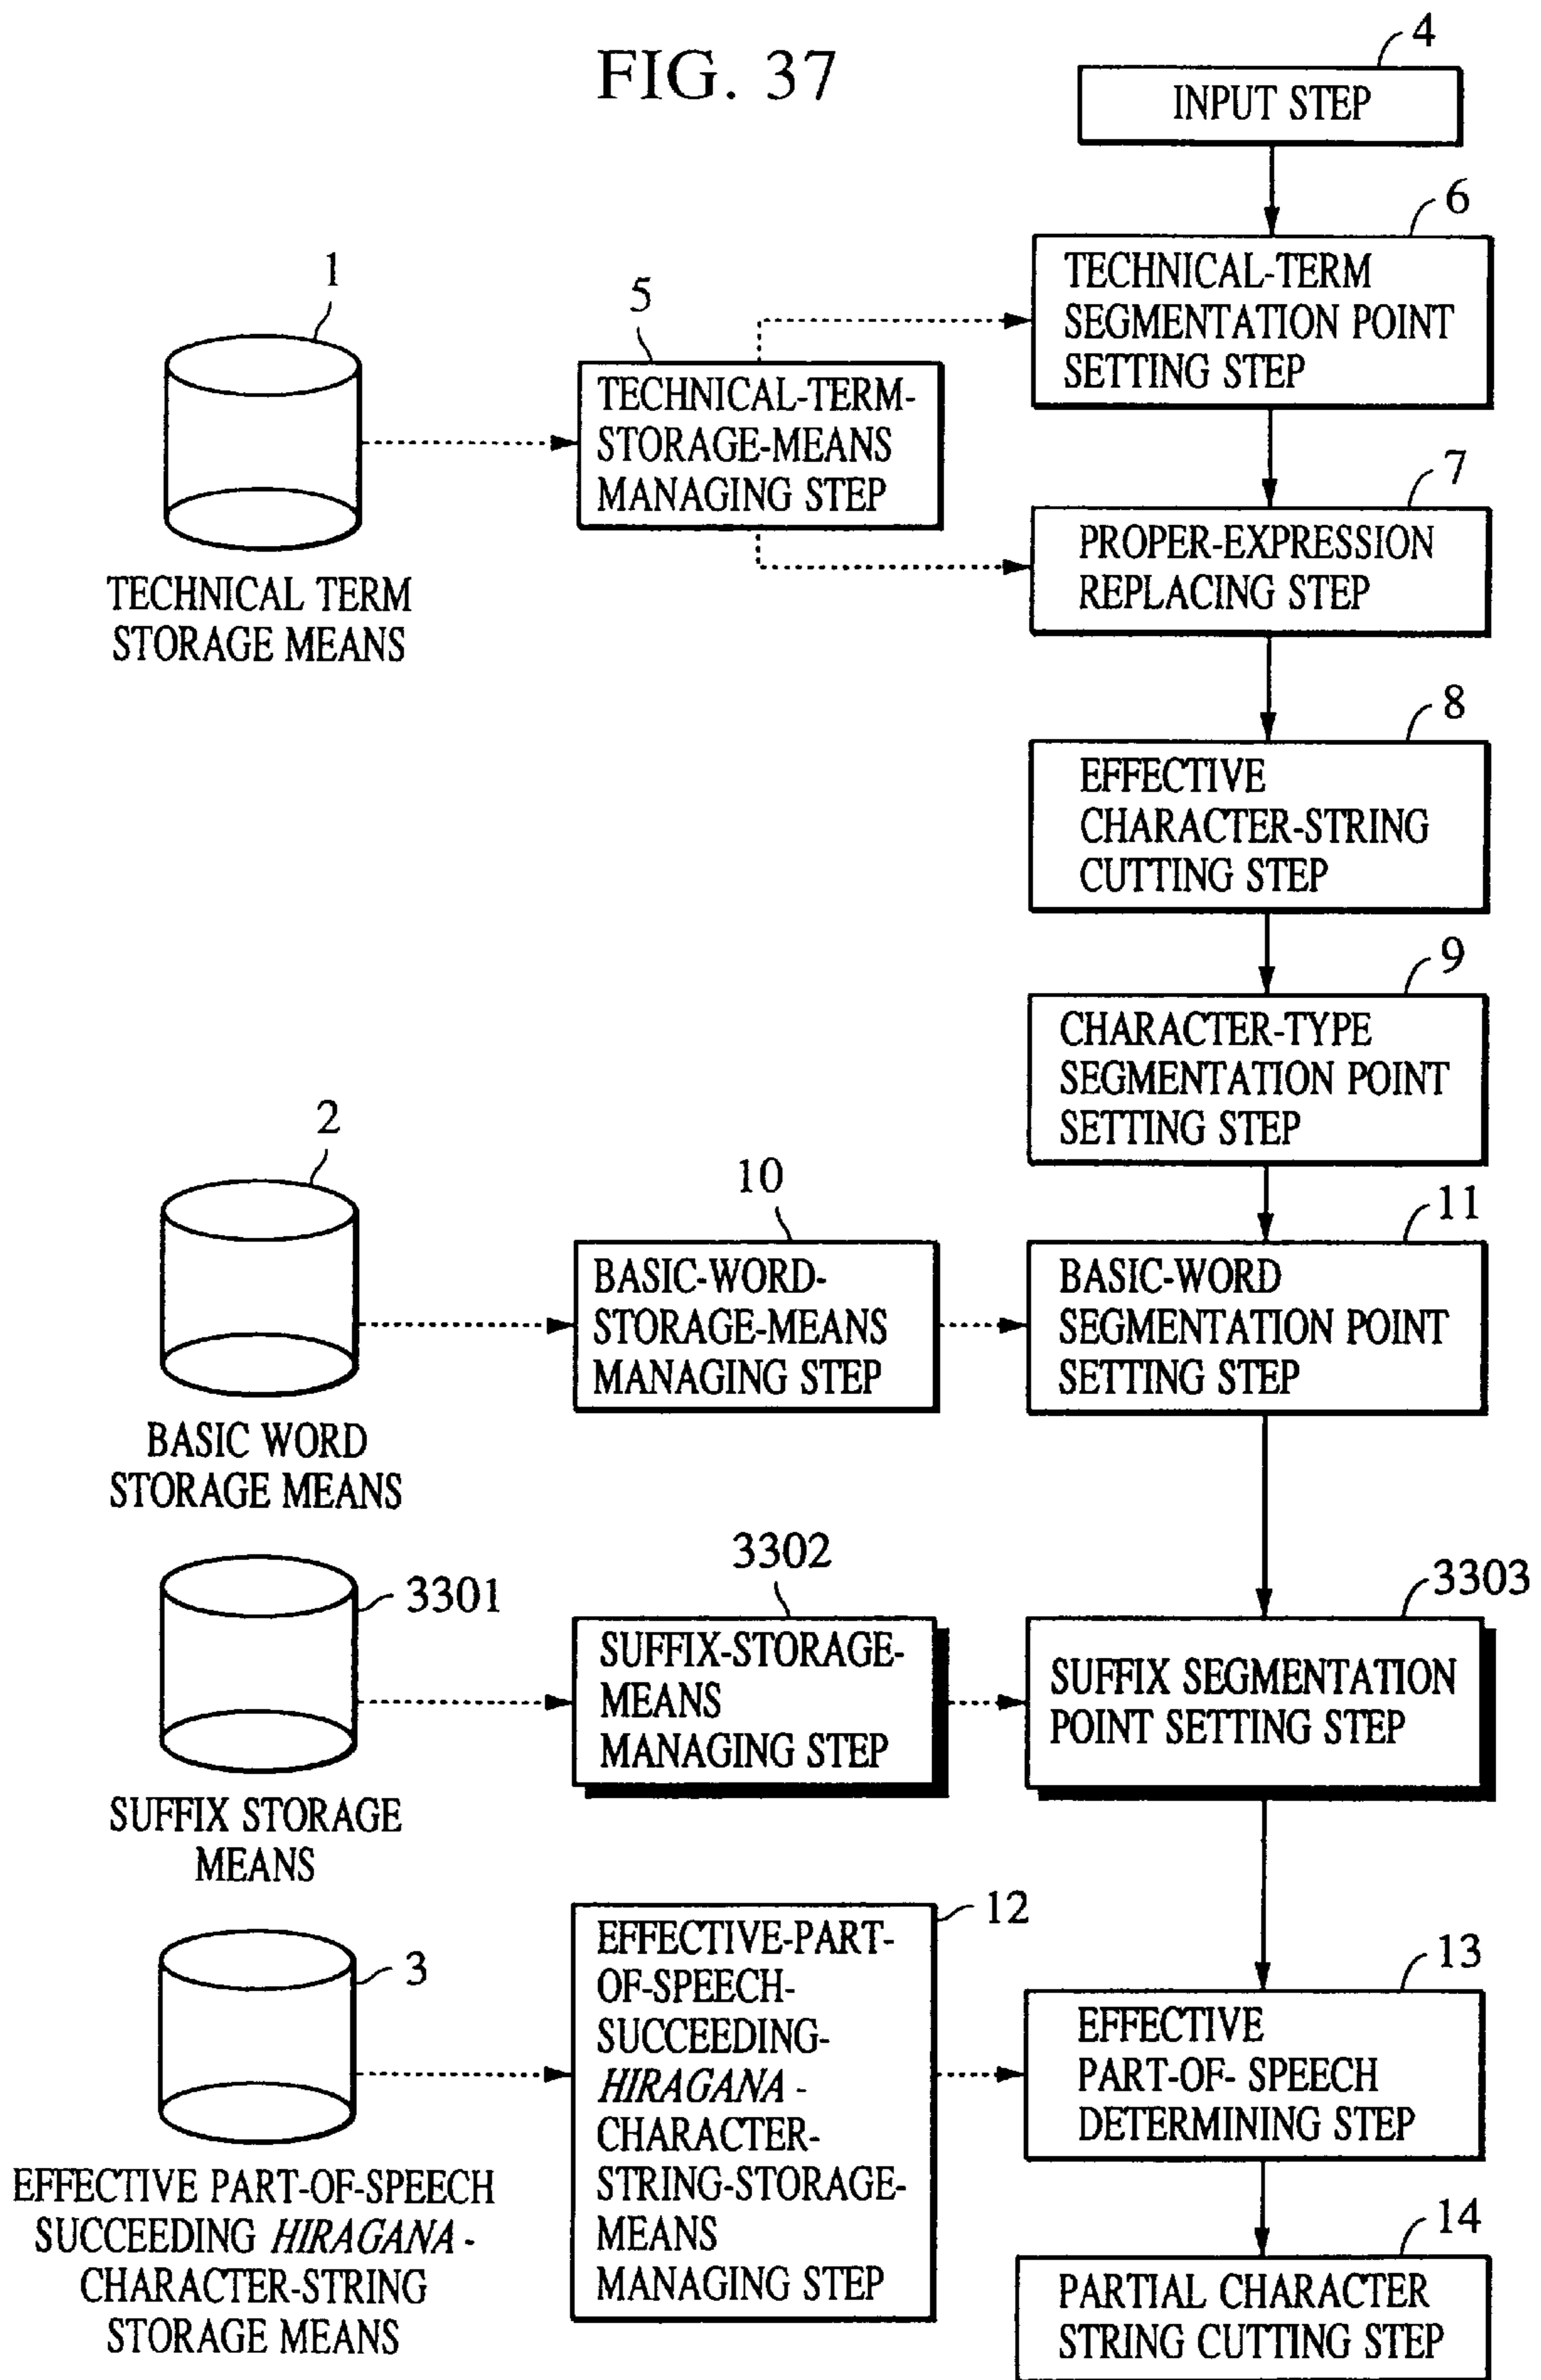 FIG. 37
4
INPUT STEP
6
TECHNICAL-TERM
SEGMENTATION POINT
SETTING STEP
1
TECHNICAL TERM
STORAGE MEANS
5
TECHNICAL-TERM-
STORAGE-MEANS
MANAGING STEP
7
PROPER-EXPRESSION
REPLACING STEP
8
EFFECTIVE
CHARACTER-STRING
CUTTING STEP
9
CHARACTER-TYPE
SEGMENTATION POINT
SETTING STEP
2
BASIC WORD
STORAGE MEANS
10
BASIC-WORD-
STORAGE-MEANS
MANAGING STEP
11
BASIC-WORD
SEGMENTATION POINT
SETTING STEP
3301
SUFFIX STORAGE
MEANS
3302
SUFFIX-STORAGE-
MEANS
MANAGING STEP
3303
SUFFIX SEGMENTATION
POINT SETTING STEP
3
EFFECTIVE PART-OF-SPEECH
SUCCEEDING HIRAGANA -
CHARACTER-STRING
STORAGE MEANS
12
EFFECTIVE-PART-
OF-SPEECH-
SUCCEEDING-
HIRAGANA -
CHARACTER-
STRING-STORAGE-
MEANS
MANAGING STEP
13
EFFECTIVE
PART-OF- SPEECH
DETERMINING STEP
14
PARTIAL CHARACTER
STRING CUTTING STEP